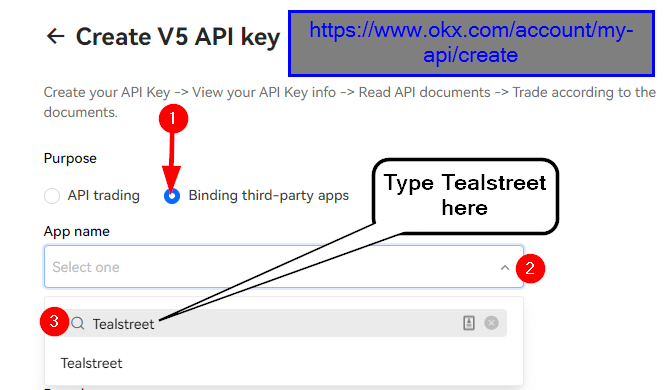 Create V5 API key
https://www.okx.com/account/my-
api/create
Create your API Key -> View your API Key info -> Read API documents -> Trade according to the
documents.
1
Purpose
API trading
Binding third-party apps
Type Tealstreet
here
App name
Select one
2
3
Tealstreet
Tealstreet